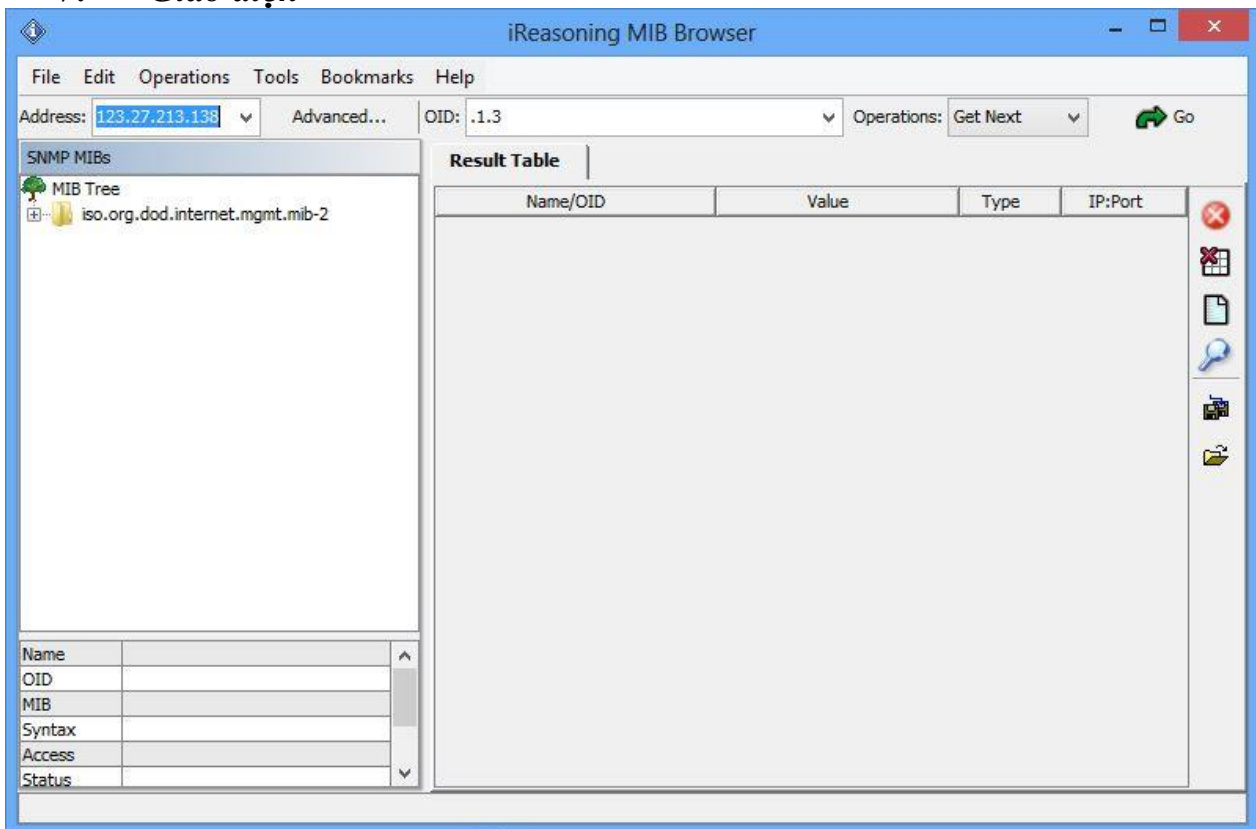 Giao diện
iReasoning MIB Browser
File Edit Operations Tools Bookmarks Help
Address: 123.27.213.138 Advanced... OID: .1.3 Operations: Get Next Go
SNMP MIBs
Result Table
MIB Tree
iso.org.dod.internet.mgmt.mib-2
Name/OID Value Type IP:Port
Name
OID
MIB
Syntax
Access
Status